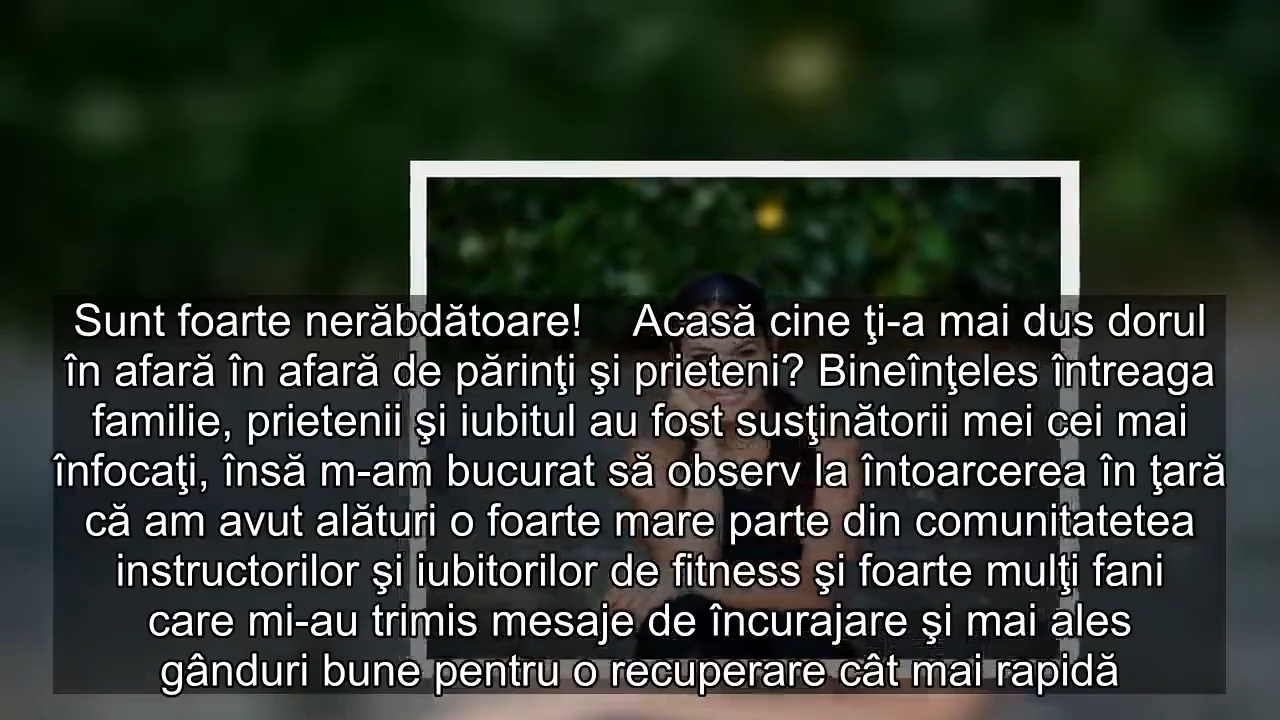 Sunt foarte nerăbdătoare!     Acasă cine ţi-a mai dus dorul
în afară în afară de părinţi şi prieteni? Bineînţeles întreaga
familie, prietenii şi iubitul au fost susţinătorii mei cei mai
înfocaţi, însă m-am bucurat să observ la întoarcerea în ţară
că am avut alături o foarte mare parte din comunitatetea
instructorilor şi iubitorilor de fitness şi foarte mulţi fani
care mi-au trimis mesaje de încurajare şi mai ales
gânduri bune pentru o recuperare cât mai rapidă